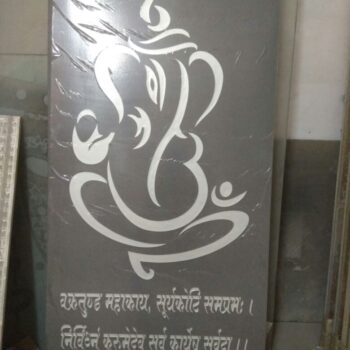 वक्रतुण्ड महाकाय, सूर्यकोटि समप्रभः।
निर्विघ्नं कुरूमेदेव सर्व कार्येषु सर्वदा।।